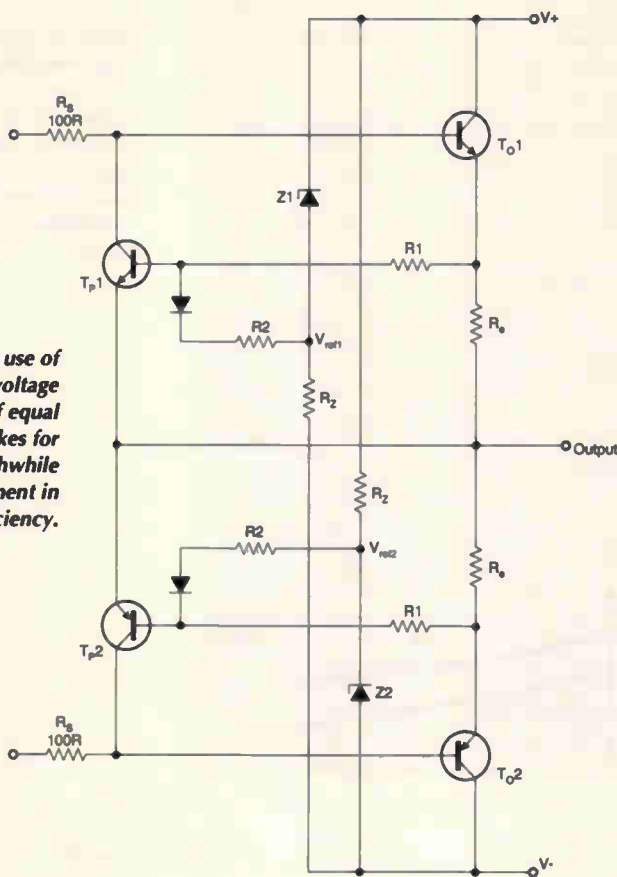 V+
Rs
100R
To1
Z1
R1
Tp1
R2
Vref1
Re
Rz
use of
voltage
f equal
kes for
hwhile
nent in
ciency.
Output
Rz
R2
Vref2
Re
R1
Tp2
Z2
Rs
100R
To2
V-